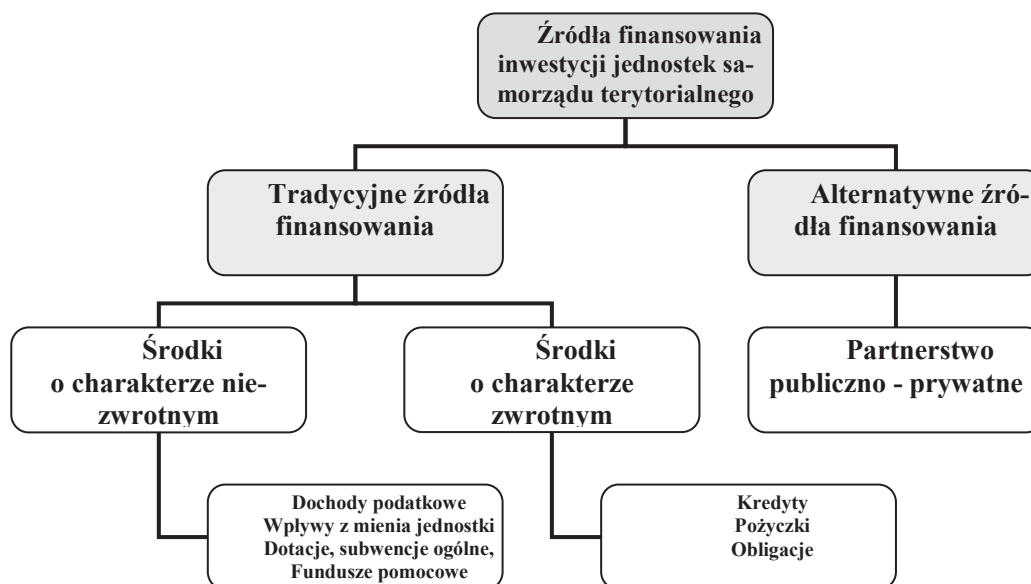 Źródła finansowania
inwestycji jednostek sa-
morządu terytorialnego
Tradycyjne źródła
finansowania
Alternatywne źró-
dła finansowania
Środki
o charakterze nie-
zwrotnym
Środki
o charakterze
zwrotnym
Partnerstwo
publiczno - prywatne
Dochody podatkowe
Wpływy z mienia jednostki
Dotacje, subwencje ogólne,
Fundusze pomocowe
Kredyty
Pożyczki
Obligacje